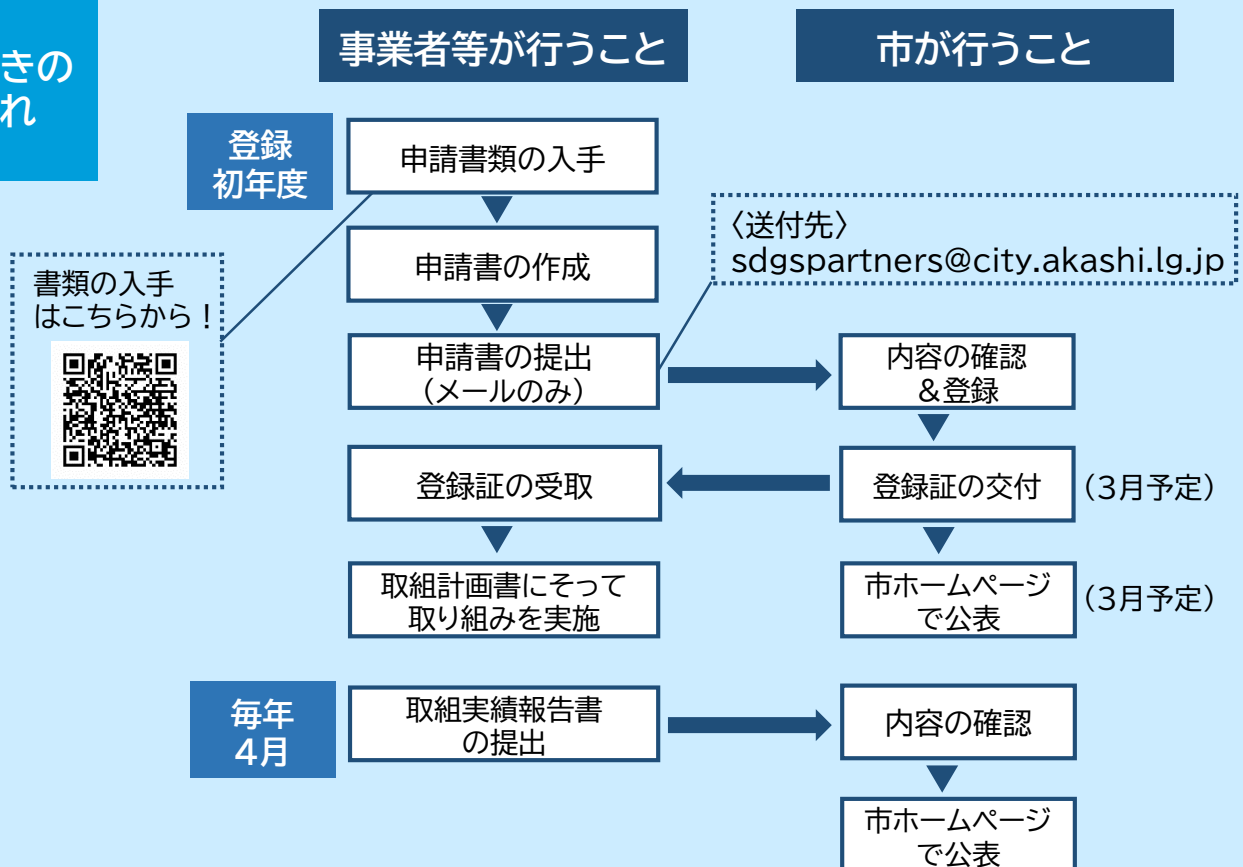 きの
れ
事業者等が行うこと
市が行うこと
登録
初年度
申請書類の入手
〈送付先〉
sdgspartners@city.akashi.lg.jp
申請書の作成
書類の入手
はこちらから！
申請書の提出
（メールのみ）
内容の確認
＆登録
登録証の受取
登録証の交付
（3月予定）
取組計画書にそって
取り組みを実施
市ホームページ
で公表
（3月予定）
毎年
4月
取組実績報告書
の提出
内容の確認
市ホームページ
で公表